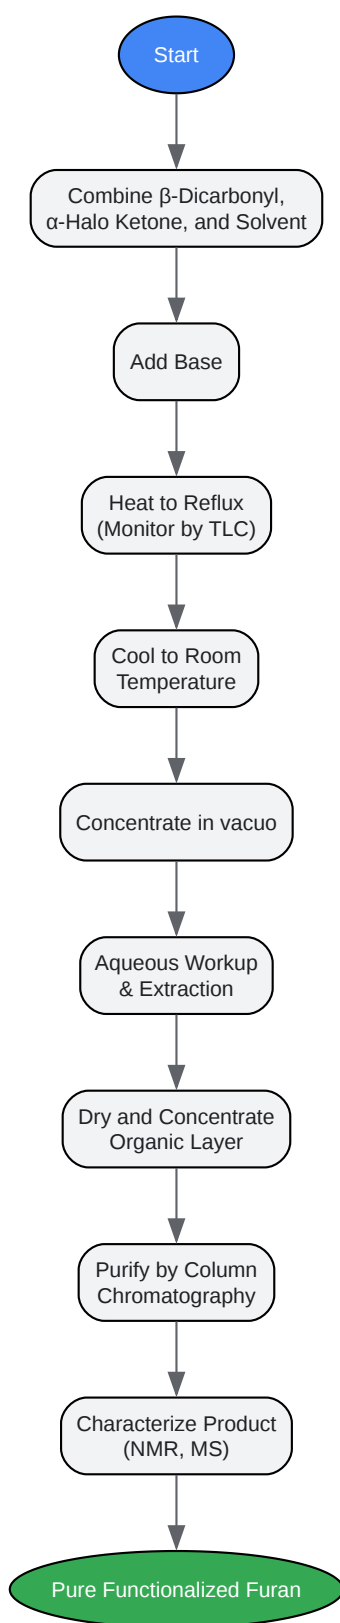 Start
Combine β-Dicarbonyl,
α-Halo Ketone, and Solvent
Add Base
Heat to Reflux
(Monitor by TLC)
Cool to Room
Temperature
Concentrate in vacuo
Aqueous Workup
& Extraction
Dry and Concentrate
Organic Layer
Purify by Column
Chromatography
Characterize Product
(NMR, MS)
Pure Functionalized Furan